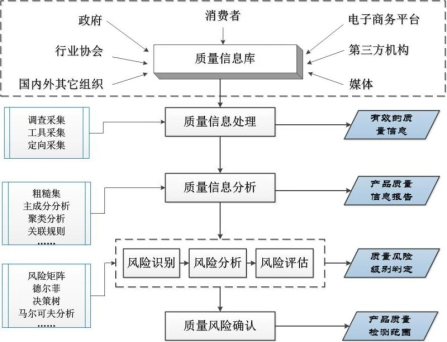 政府
消费者
电子商务平台
行业协会
质量信息库
第三方机构
国内外其它组织
媒体
调查采集
工具采集
定向采集
质量信息处理
有效的质
量信息
粗糙集
主成分分析
聚类分析
关联规则
……
质量信息分析
产品质量
信息报告
风险矩阵
德尔菲
决策树
马尔可夫分析
……
风险识别
风险分析
风险评估
质量风险
级别判定
质量风险确认
产品质量
检测范围